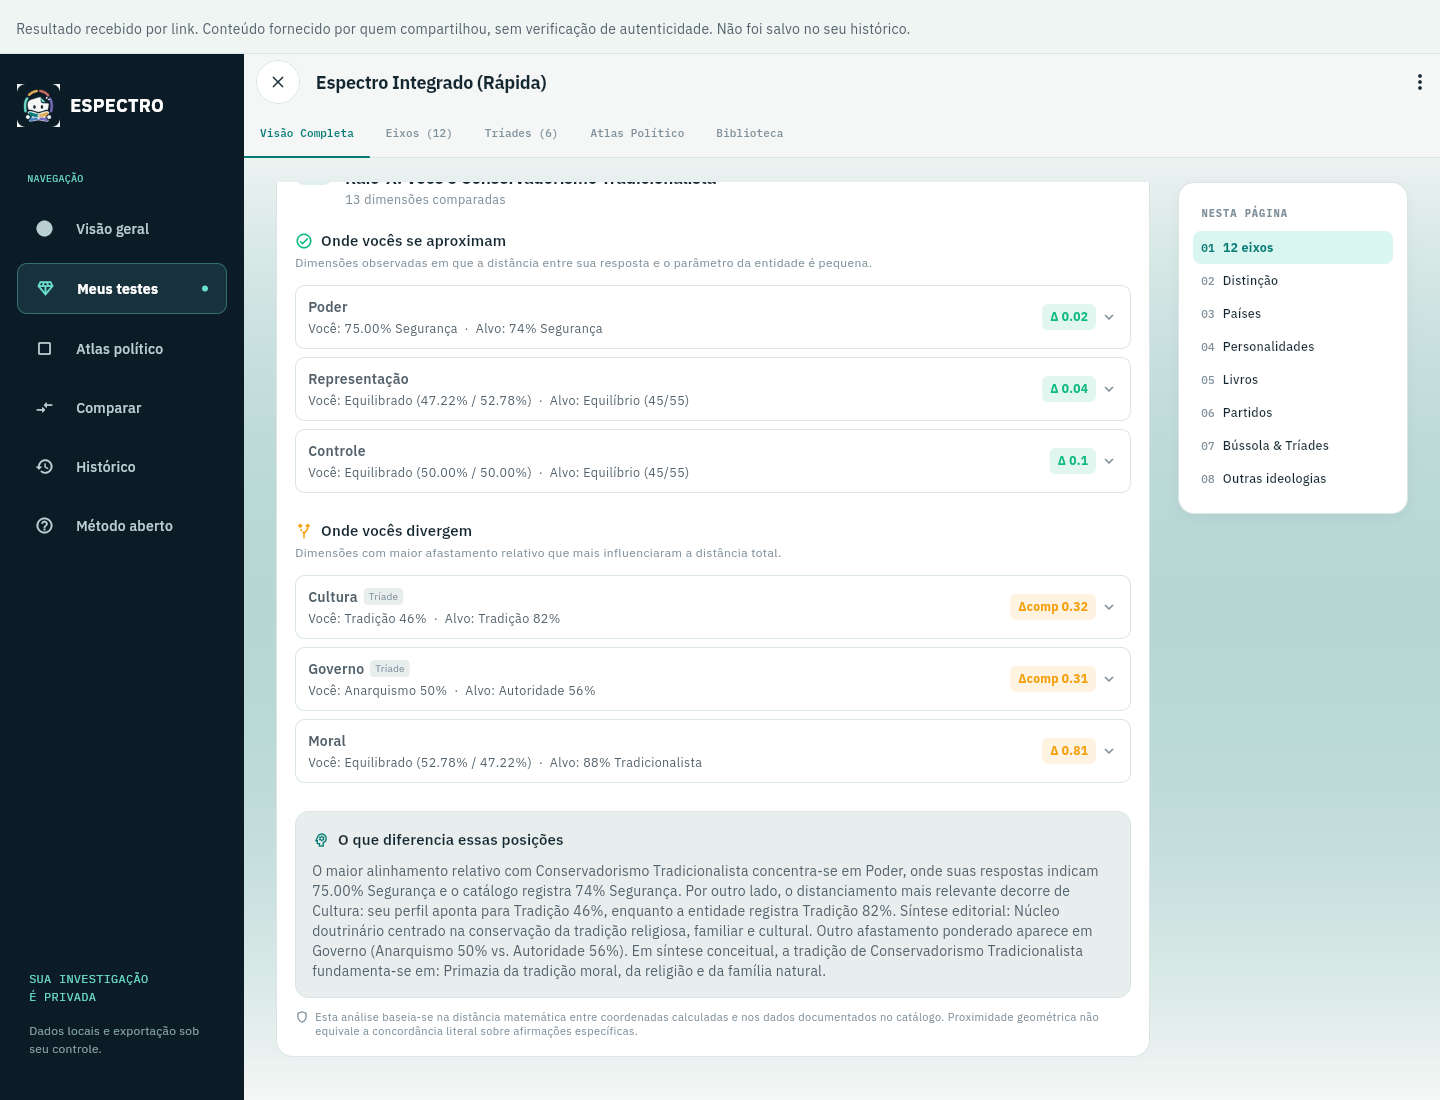 Resultado recebido por link. Conteúdo fornecido por quem compartilhou, sem verificação de autenticidade. Não foi salvo no seu histórico.
ESPECTRO
NAVEGAÇÃO
Visão geral
Meus testes
Atlas político
Comparar
Histórico
Método aberto
SUA INVESTIGAÇÃO
É PRIVADA
Dados locais e exportação sob
seu controle.
Espectro Integrado (Rápida)
Visão Completa
Eixos (12)
Tríades (6)
Atlas Político
Biblioteca
Raio-X: Você e Conservadorismo Tradicionalista
13 dimensões comparadas
Onde vocês se aproximam
Dimensões observadas em que a distância entre sua resposta e o parâmetro da entidade é pequena.
Poder
Você: 75.00% Segurança · Alvo: 74% Segurança
Δ 0.02
Representação
Você: Equilibrado (47.22% / 52.78%) · Alvo: Equilíbrio (45/55)
Δ 0.04
Controle
Você: Equilibrado (50.00% / 50.00%) · Alvo: Equilíbrio (45/55)
Δ 0.1
Onde vocês divergem
Dimensões com maior afastamento relativo que mais influenciaram a distância total.
Cultura Tríade
Você: Tradição 46% · Alvo: Tradição 82%
Δcomp 0.32
Governo Tríade
Você: Anarquismo 50% · Alvo: Autoridade 56%
Δcomp 0.31
Moral
Você: Equilibrado (52.78% / 47.22%) · Alvo: 88% Tradicionalista
Δ 0.81
O que diferencia essas posições
O maior alinhamento relativo com Conservadorismo Tradicionalista concentra-se em Poder, onde suas respostas indicam
75.00% Segurança e o catálogo registra 74% Segurança. Por outro lado, o distanciamento mais relevante decorre de
Cultura: seu perfil aponta para Tradição 46%, enquanto a entidade registra Tradição 82%. Síntese editorial: Núcleo
doutrinário centrado na conservação da tradição religiosa, familiar e cultural. Outro afastamento ponderado aparece em
Governo (Anarquismo 50% vs. Autoridade 56%). Em síntese conceitual, a tradição de Conservadorismo Tradicionalista
fundamenta-se em: Primazia da tradição moral, da religião e da família natural.
Esta análise baseia-se na distância matemática entre coordenadas calculadas e nos dados documentados no catálogo. Proximidade geométrica não
equivale a concordância literal sobre afirmações específicas.
NESTA PÁGINA
01 12 eixos
02 Distinção
03 Países
04 Personalidades
05 Livros
06 Partidos
07 Bússola & Tríades
08 Outras ideologias